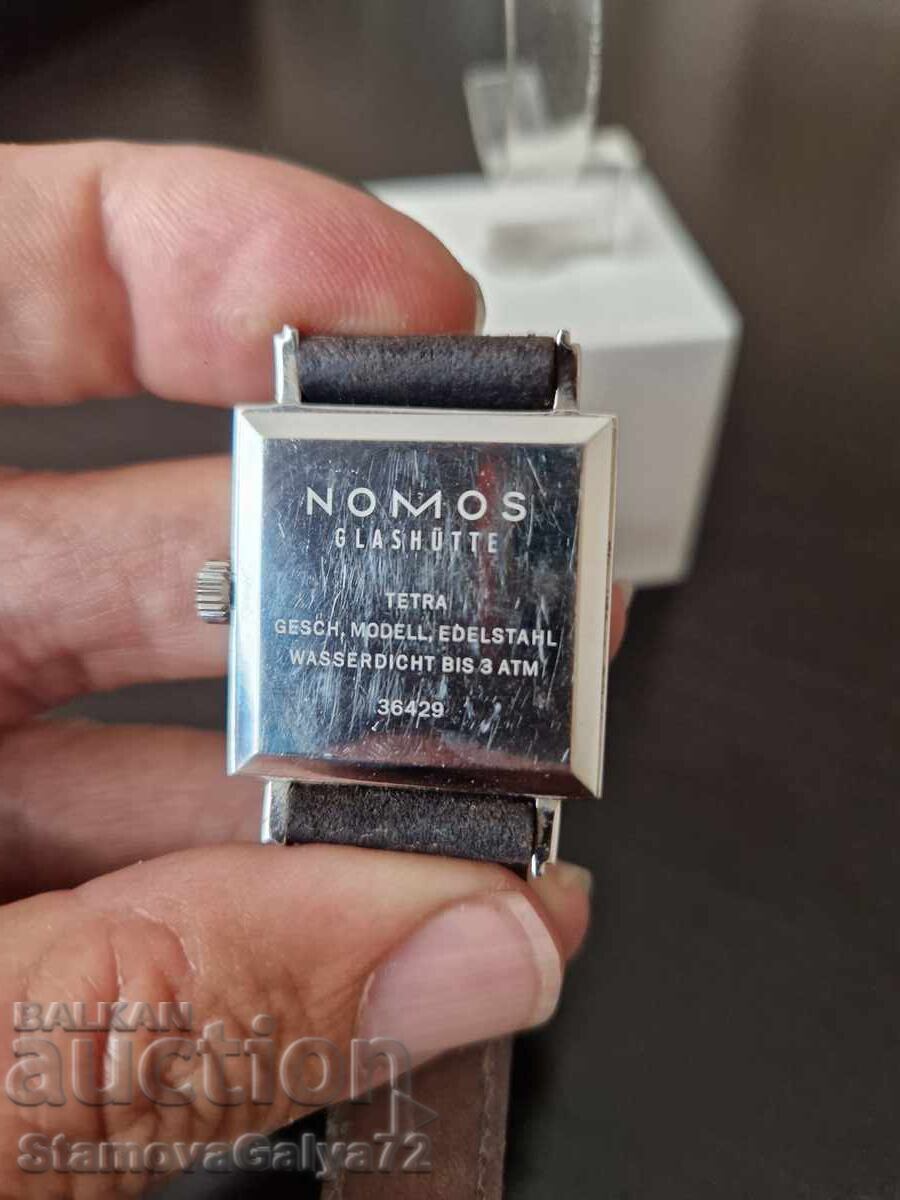 NOMOS
GLASHÜTTE
TETRA
GESCH. MODELL, EDELSTAHL
WASSERDICHT BIS 3 ATM
36429
BALKAN
auction
StamovaGalya72